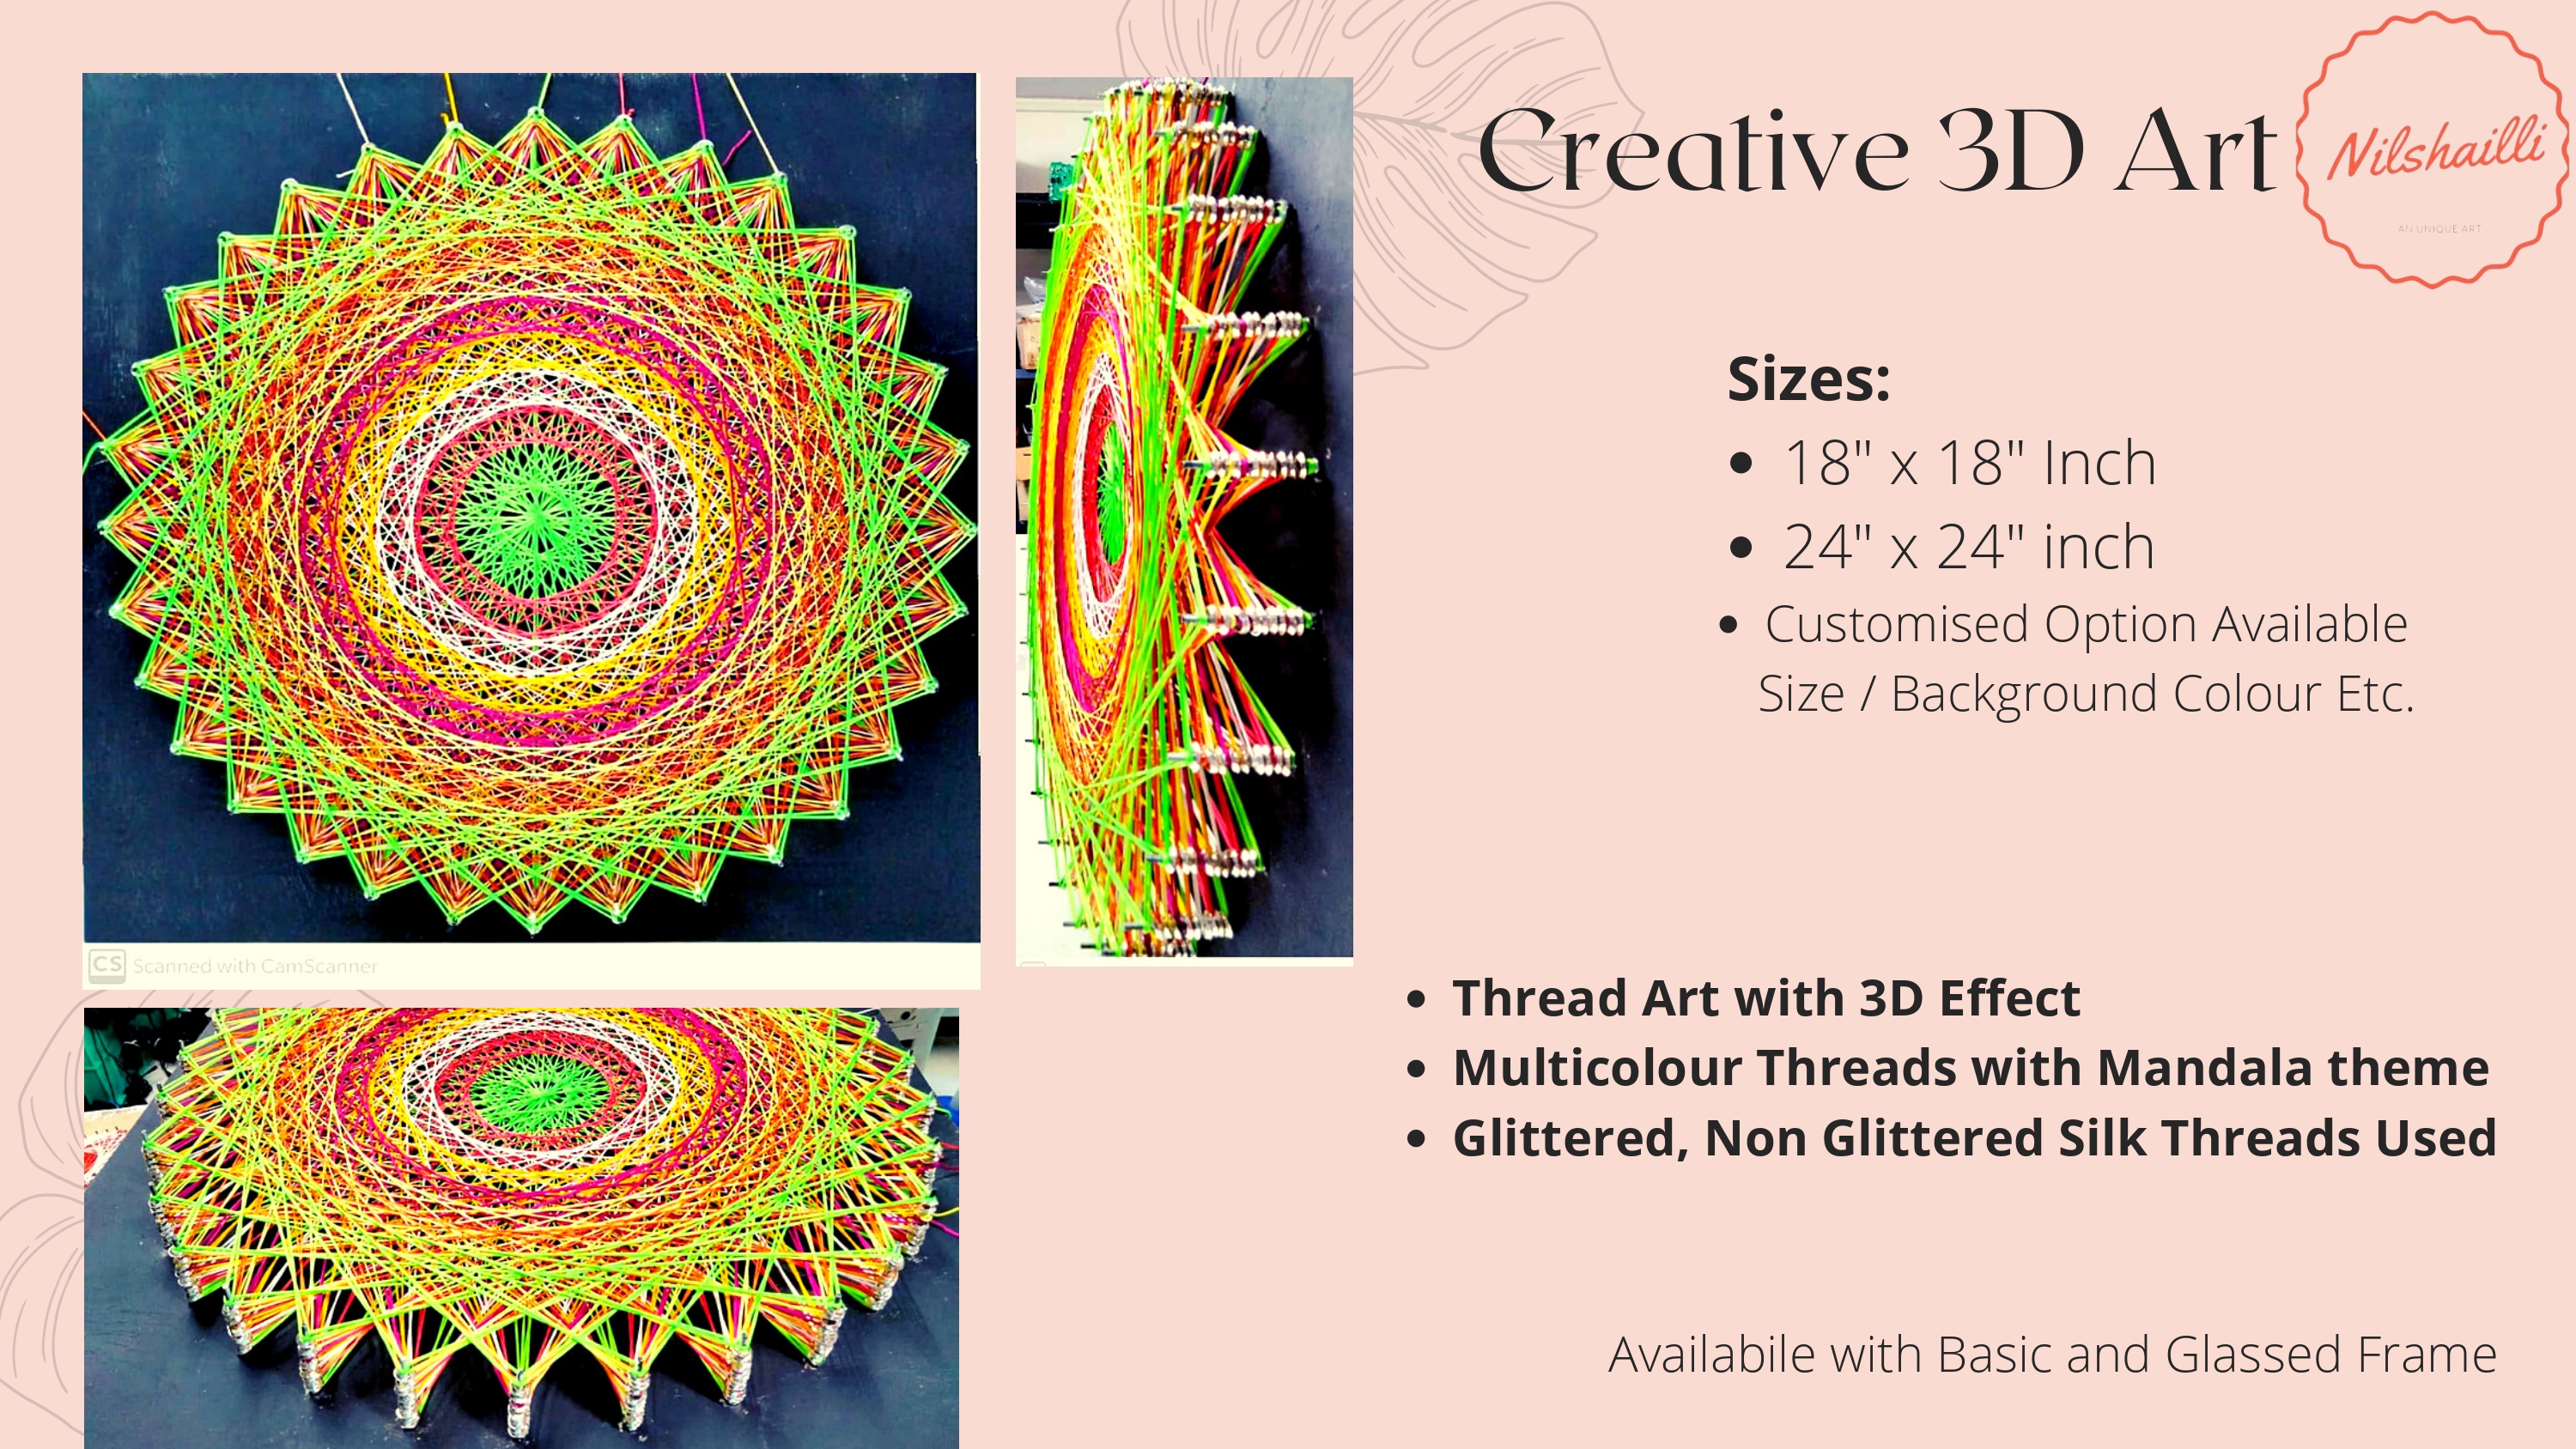 Creative 3D Art
Nilshailli
AN UNIQUE ART
Sizes:
• 18" x 18" Inch
• 24" x 24" inch
• Customised Option Available
Size / Background Colour Etc.
CS Scanned with CamScanner
• Thread Art with 3D Effect
• Multicolour Threads with Mandala theme
• Glittered, Non Glittered Silk Threads Used
Availabile with Basic and Glassed Frame